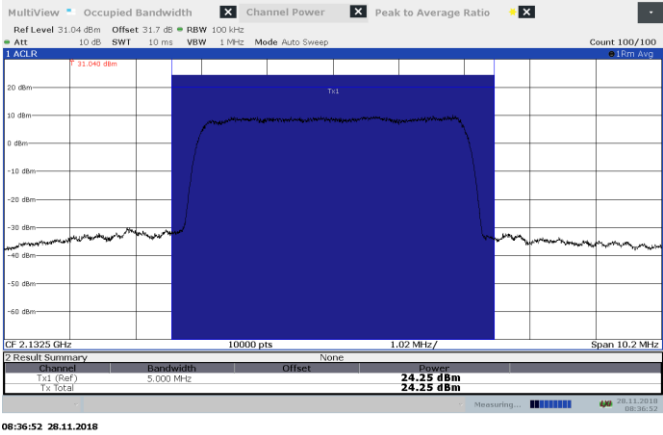 MultiView Occupied Bandwidth X Channel Power X Peak to Average Ratio X
Ref Level 31.04 dBm Offset 31.7 dB RBW 100 kHz
Att 10 dB SWT 10 ms VBW 1 MHz Mode Auto Sweep Count 100/100
1 ACLR 1Rm Avg
31.040 dBm
20 dBm
Tx1
10 dBm
0 dBm
-10 dBm
-20 dBm
-30 dBm
-40 dBm
-50 dBm
-60 dBm
CF 2.1325 GHz 10000 pts 1.02 MHz/ Span 10.2 MHz
2 Result Summary None
Channel Bandwidth Offset Power
Tx1 (Ref) 5.000 MHz 24.25 dBm
Tx Total 24.25 dBm
Measuring... 28.11.2018
08:36:52
08:36:52 28.11.2018